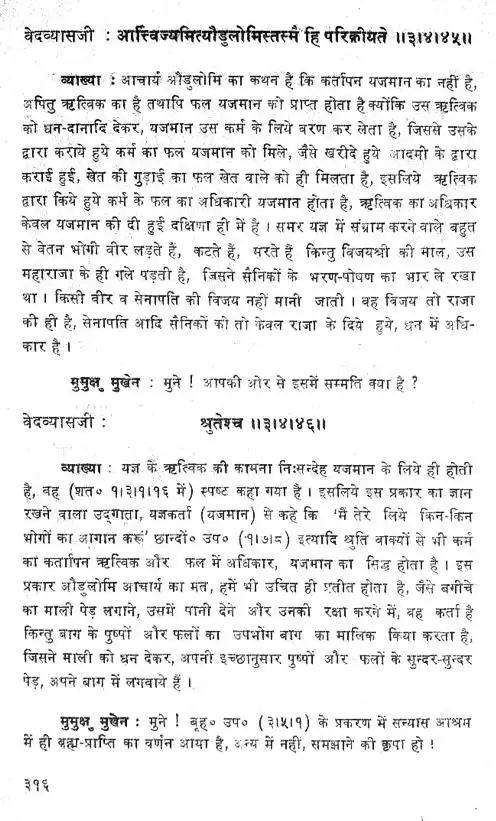 वेदव्यासजी : आर्त्त्विज्यमित्यौडुलोमिस्तस्मै हि परिक्रीयते ॥३।४।४५॥
व्याख्या : आचार्य औडुलोमि का कथन है कि कर्तापन यजमान का नहीं है,
अपितु ऋत्विक का है तथापि फल यजमान को प्राप्त होता है क्योंकि उस ऋत्विक
को धन-दानादि देकर, यजमान उस कर्म के लिये वरण कर लेता है, जिससे उसके
द्वारा कराये हुये कर्म का फल यजमान को मिले, जैसे खरीदे हुये आदमी के द्वारा
कराई हुई, खेत की गुड़ाई का फल खेत वाले को ही मिलता है, इसलिये ऋत्विक
द्वारा किये हुये कर्म के फल का अधिकारी यजमान होता है, ऋत्विक का अधिकार
केवल यजमान की दी हुई दक्षिणा ही में है । समर यज्ञ में संग्राम करने वाले बहुत
से वेतन भोगी वीर लड़ते हैं, कटते हैं, मरते हैं किन्तु विजयश्री की माल, उस
महाराजा के ही गले पड़ती है, जिसने सैनिकों के भरण-पोषण का भार ले रखा
था । किसी वीर व सेनापति की विजय नहीं मानी जाती । वह विजय तो राजा
की ही है, सेनापति आदि सैनिकों को तो केवल राजा के दिये हुये, धन में अधि-
कार है ।
मुमुक्षु मुखेन : मुने ! आपकी ओर से इसमें सम्मति क्या है ?
वेदव्यासजी : श्रुतेश्च ॥३।४।४६॥
व्याख्या : यज्ञ के ऋत्विक की कामना निःसन्देह यजमान के लिये ही होती
है, वह (शत० १।३।१।१६ में) स्पष्ट कहा गया है । इसलिये इस प्रकार का ज्ञान
रखने वाला उद्गाता, यज्ञकर्ता (यजमान) से कहे कि 'मैं तेरे लिये किन-किन
भोगों का आगान करूं' छान्दो० उप० (१।७।८) इत्यादि श्रुति वाक्यों से भी कर्म
का कर्तापन ऋत्विक और फल में अधिकार, यजमान का सिद्ध होता है । इस
प्रकार औडुलोमि आचार्य का मत, हमें भी उचित ही प्रतीत होता है, जैसे बगीचे
का माली पेड़ लगाने, उसमें पानी देने और उनकी रक्षा करने में, वह कर्ता है
किन्तु बाग के पुष्पों और फलों का उपभोग बाग का मालिक किया करता है,
जिसने माली को धन देकर, अपनी इच्छानुसार पुष्पों और फलों के सुन्दर-सुन्दर
पेड़, अपने बाग में लगवाये हैं ।
मुमुक्षु मुखेन : मुने ! बृह० उप० (३।५।१) के प्रकरण में सन्यास आश्रम
में ही ब्रह्म-प्राप्ति का वर्णन आया है, अन्य में नहीं, समझाने की कृपा हो !
३१६